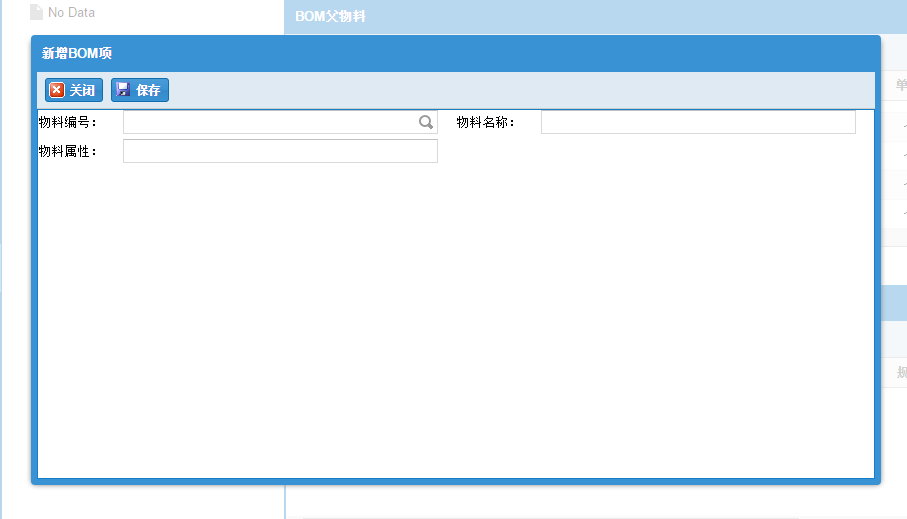 No Data
BOM父物料
新增BOM项
关闭 保存
单
物料编号： 物料名称：
物料属性：